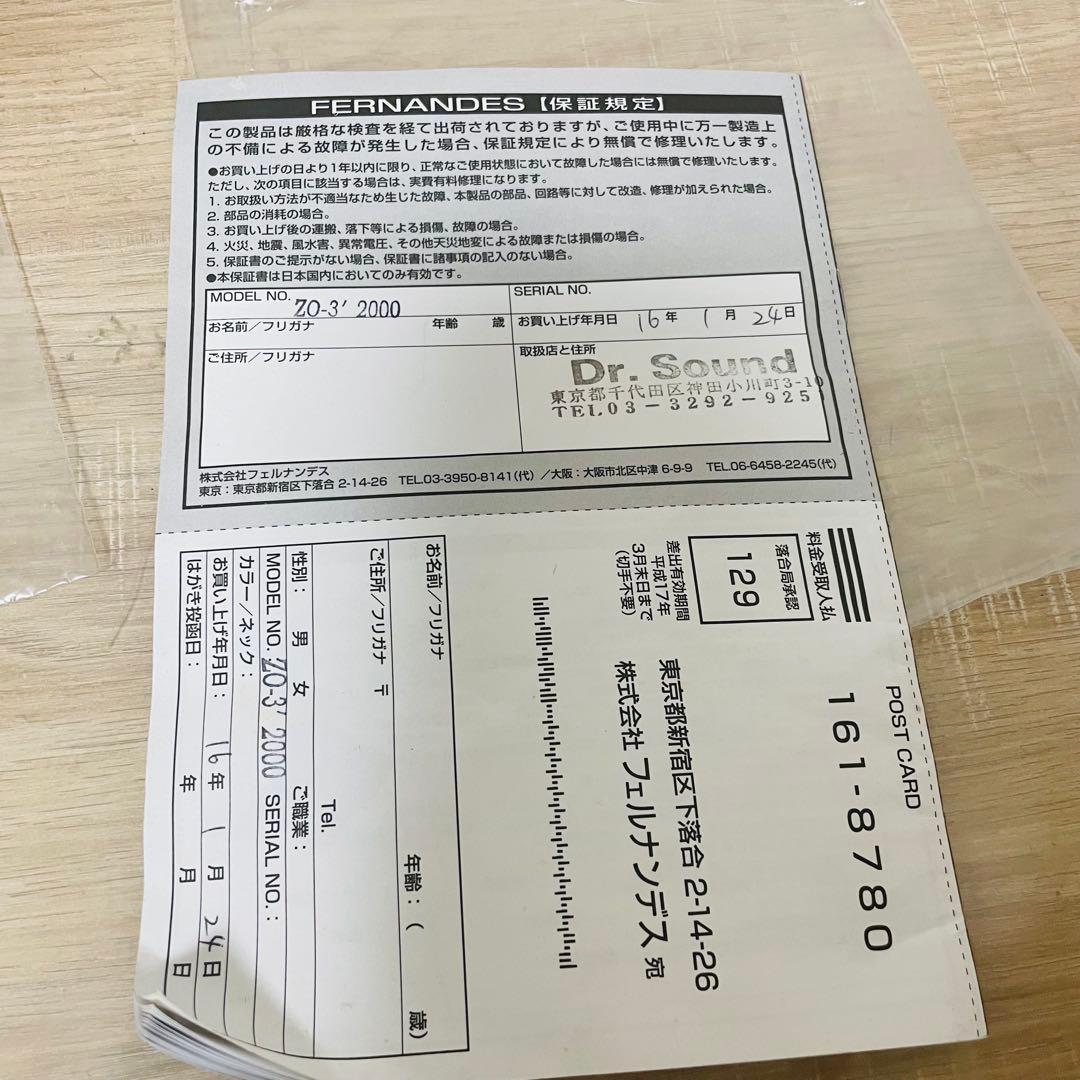 FERNANDES【保証規定】
この製品は厳格な検査を経て出荷されておりますが、ご使用中に万一製造上
の不備による故障が発生した場合、保証規定により無償で修理いたします。
●お買い上げの日より1年以内に限り、正常なご使用状態において故障した場合には無償で修理いたします。
ただし、次の項目に該当する場合は、実費有料修理になります。
1. お取扱い方法が不適当なため生じた故障、本製品の部品、回路等に対して改造、修理が加えられた場合。
2. 部品の消耗の場合。
3. お買い上げ後の運搬、落下等による損傷、故障の場合。
4. 火災、地震、風水害、異常電圧、その他天災地変による故障または損傷の場合。
5. 保証書のご提示がない場合、保証書に諸事項の記入のない場合。
●本保証書は日本国内においてのみ有効です。
MODEL NO. ZO-3' 2000
SERIAL NO.
お名前／フリガナ 年齢 歳
お買い上げ年月日 16年 1月 24日
ご住所／フリガナ
取扱店と住所
Dr. Sound
東京都千代田区神田小川町3-10
TEL.03-3292-925
株式会社フェルナンデス
東京：東京都新宿区下落合 2-14-26 TEL.03-3950-8141(代) ／大阪：大阪市北区中津 6-9-9 TEL.06-6458-2245(代)
POST CARD
161-8780
料金受取人払
落合局承認
129
差出有効期間
平成17年
3月末日まで
(切手不要)
東京都新宿区下落合 2-14-26
株式会社 フェルナンデス 宛
お名前／フリガナ 年齢：( 歳)
ご住所／フリガナ 〒
Tel.
性別： 男 女 ご職業：
MODEL NO. ZO-3' 2000 SERIAL NO.：
カラー／ネック：
お買い上げ年月日： 16年 1月 24日
はがき投函日： 年 月 日